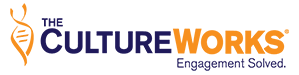 THE
CULTUREWORKS®
Engagement Solved.